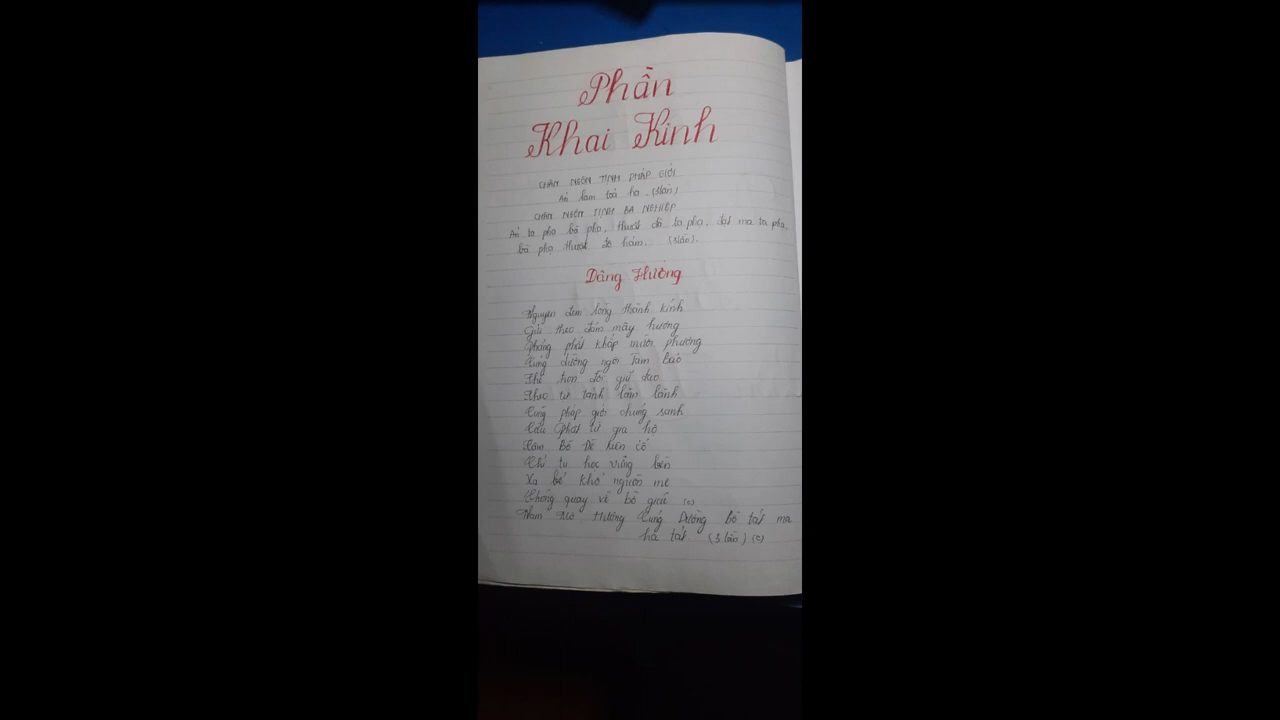 Phần
Khai Kinh
CHÂN NGÔN TỊNH PHÁP GIỚI
Án lam toá ha. (3lần)
CHÂN NGÔN TỊNH BA NGHIỆP
Án ta phạ bà phạ, thuật đà ta phạ, đạt ma ta phạ,
bà phạ thuật độ hám. (3lần).
Dâng Hương
Nguyện đem lòng thành kính
Gửi theo đám mây hương
Phảng phất khắp mười phương
Cúng dường ngôi Tam Bảo
Thề trọn đời giữ đạo
Theo tự tánh làm lành
Cùng pháp giới chúng sanh
Cầu Phật từ gia hộ
Tâm Bồ Đề kiên cố
Chí tu học vững bền
Xa bể khổ nguồn mê
Chóng quay về bờ giác (c)
Nam Mô Hương Cúng Dường Bồ tát ma
ha tát. (3 lần) (c)